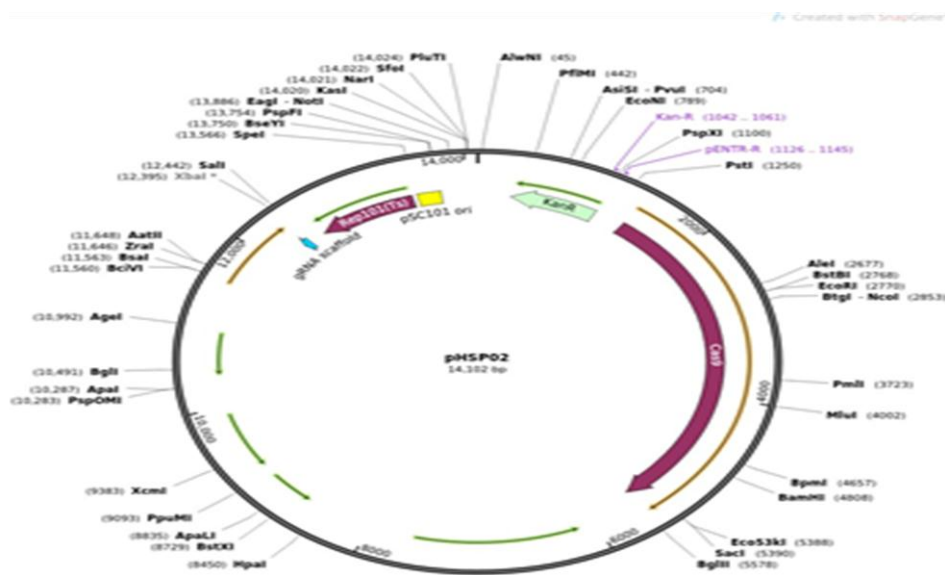 Created with SnapGene
(14,024) PluTI
(14,022) SfoI
(14,021) NarI
(14,020) KasI
(13,886) EagI - NotI
(13,754) PspFI
(13,750) BseYI
(13,566) SpeI
(12,442) SalI
(12,395) XbaI *
(11,648) AatII
(11,646) ZraI
(11,563) BsaI
(11,560) BciVI
(10,992) AgeI
(10,491) BglI
(10,287) ApaI
(10,283) PspOMI
(9383) XcmI
(9093) PpuMI
(8835) ApaLI
(8729) BstXI
(8450) HpaI
AlwNI (45)
PflMI (442)
AsiSI - PvuI (704)
EcoNI (789)
Kan-R (1042 .. 1061)
PspXI (1100)
pENTR-R (1126 .. 1145)
PstI (1250)
AleI (2677)
BstBI (2768)
EcoRI (2770)
BtgI - NcoI (2853)
PmlI (3723)
MluI (4002)
BpmI (4657)
BamHI (4808)
Eco53kI (5388)
SacI (5390)
BglII (5578)
14,000
2000
4000
6000
8000
10,000
12,000
KanR
Rep101(Ts)
pSC101 ori
gRNA scaffold
Cas9
pHSP02
14,102 bp